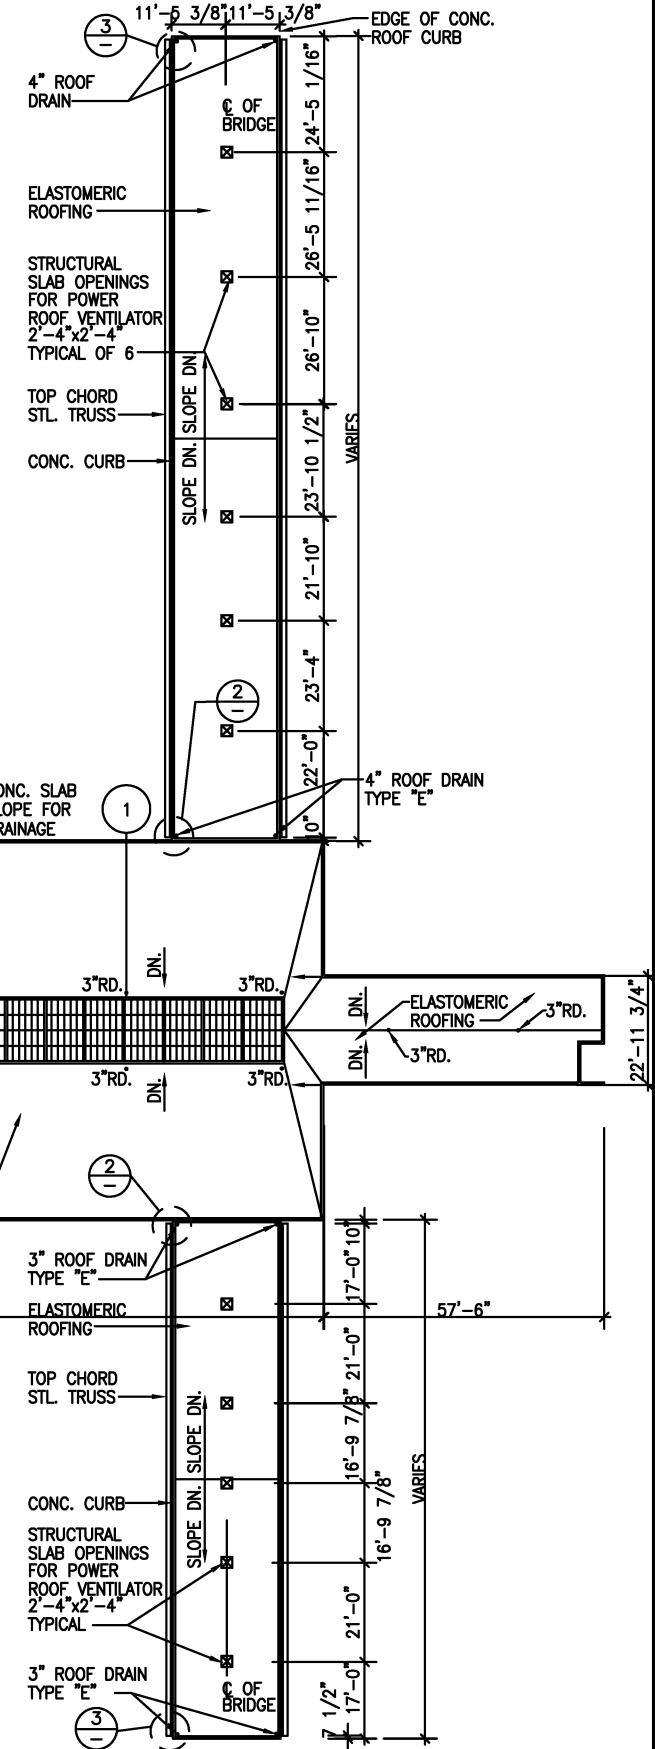 11'-5 3/8" 11'-5 3/8"
EDGE OF CONC.
ROOF CURB
3
–
4" ROOF
DRAIN
℄ OF
BRIDGE
24'-5 1/16"
ELASTOMERIC
ROOFING
26'-5 11/16"
STRUCTURAL
SLAB OPENINGS
FOR POWER
ROOF VENTILATOR
2'-4"x2'-4"
TYPICAL OF 6
26'-10"
SLOPE DN.
TOP CHORD
STL. TRUSS
VARIES
CONC. CURB
SLOPE DN.
23'-10 1/2"
21'-10"
23'-4"
2
–
22'-0"
4" ROOF DRAIN
TYPE "E"
10"
ONC. SLAB
LOPE FOR
RAINAGE
1
DN.
3"RD.
3"RD.
DN.
ELASTOMERIC
ROOFING
3"RD.
22'-11 3/4"
DN.
3"RD.
3"RD.
3"RD.
DN.
2
–
10"
17'-0"
3" ROOF DRAIN
TYPE "E"
ELASTOMERIC
ROOFING
57'-6"
21'-0"
TOP CHORD
STL. TRUSS
SLOPE DN.
16'-9 7/8"
VARIES
CONC. CURB
SLOPE DN.
16'-9 7/8"
STRUCTURAL
SLAB OPENINGS
FOR POWER
ROOF VENTILATOR
2'-4"x2'-4"
TYPICAL
21'-0"
3" ROOF DRAIN
TYPE "E"
℄ OF
BRIDGE
17'-0"
7 1/2"
3
–